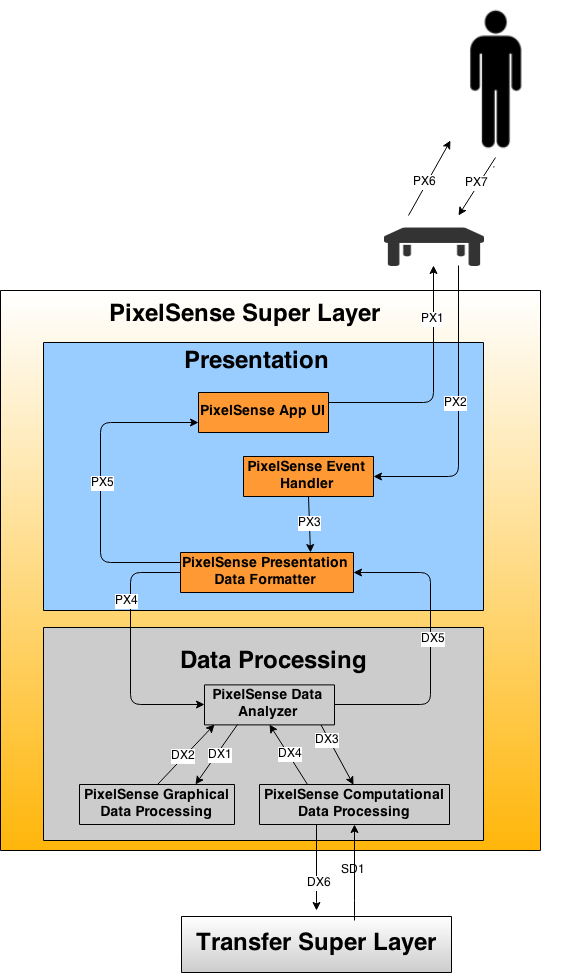 PX6
PX7
PixelSense Super Layer
PX1
Presentation
PixelSense App UI
PX2
PixelSense Event
Handler
PX5
PX3
PixelSense Presentation
Data Formatter
PX4
DX5
Data Processing
PixelSense Data
Analyzer
DX2
DX1
DX4
DX3
PixelSense Graphical
Data Processing
PixelSense Computational
Data Processing
SD1
DX6
Transfer Super Layer